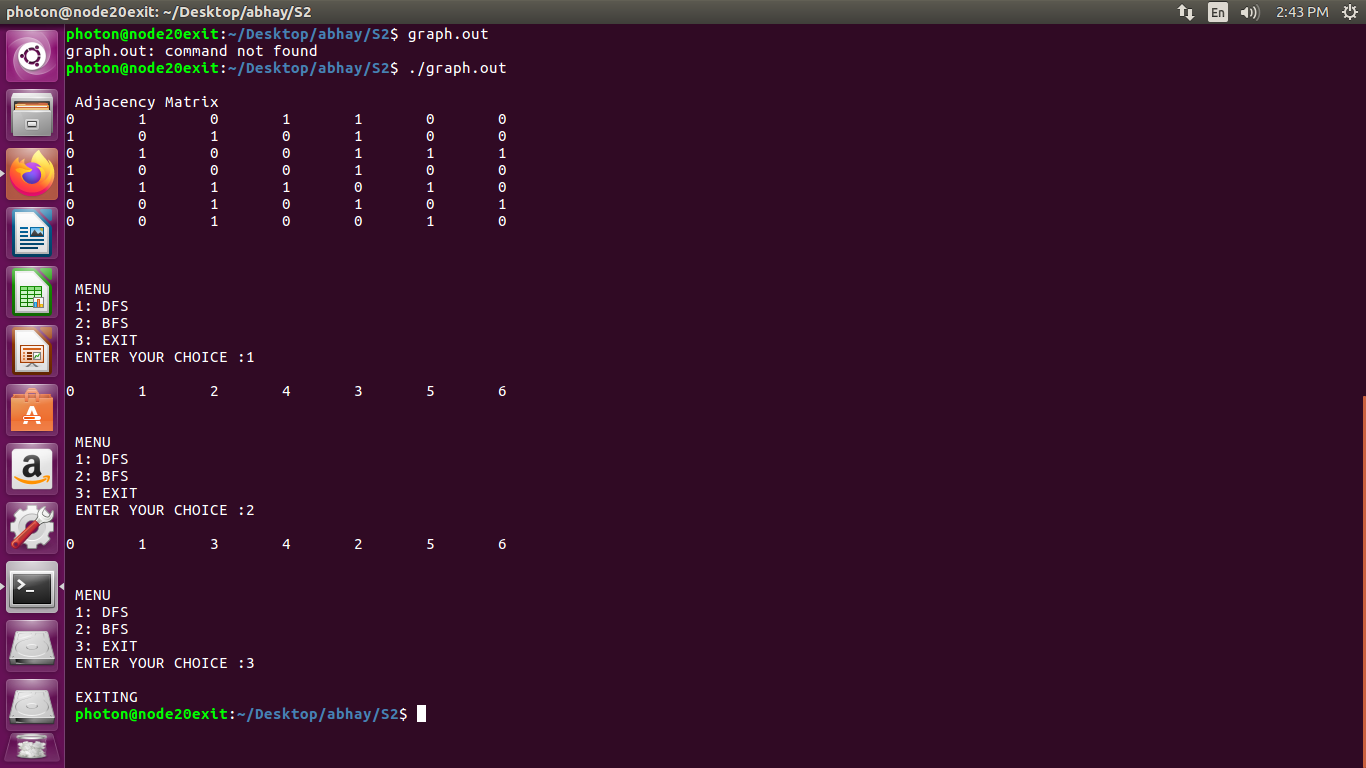 photon@node20exit: ~/Desktop/abhay/S2 En 2:43 PM
photon@node20exit:~/Desktop/abhay/S2$ graph.out
graph.out: command not found
photon@node20exit:~/Desktop/abhay/S2$ ./graph.out
Adjacency Matrix
0 1 0 1 1 0 0
1 0 1 0 1 0 0
0 1 0 0 1 1 1
1 0 0 0 1 0 0
1 1 1 1 0 1 0
0 0 1 0 1 0 1
0 0 1 0 0 1 0
MENU
1: DFS
2: BFS
3: EXIT
ENTER YOUR CHOICE :1
0 1 2 4 3 5 6
MENU
1: DFS
2: BFS
3: EXIT
ENTER YOUR CHOICE :2
0 1 3 4 2 5 6
MENU
1: DFS
2: BFS
3: EXIT
ENTER YOUR CHOICE :3
EXITING
photon@node20exit:~/Desktop/abhay/S2$